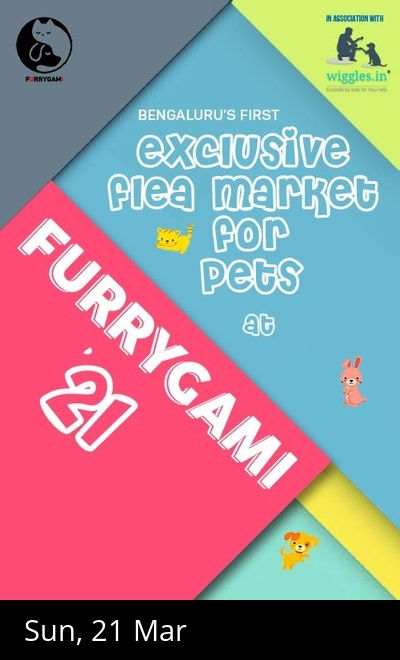 FURRYGAMI
IN ASSOCIATION WITH
wiggles.in
BENGALURU'S FIRST
exclusive
flea market
for
pets
at
FURRYGAMI
'21
Sun, 21 Mar